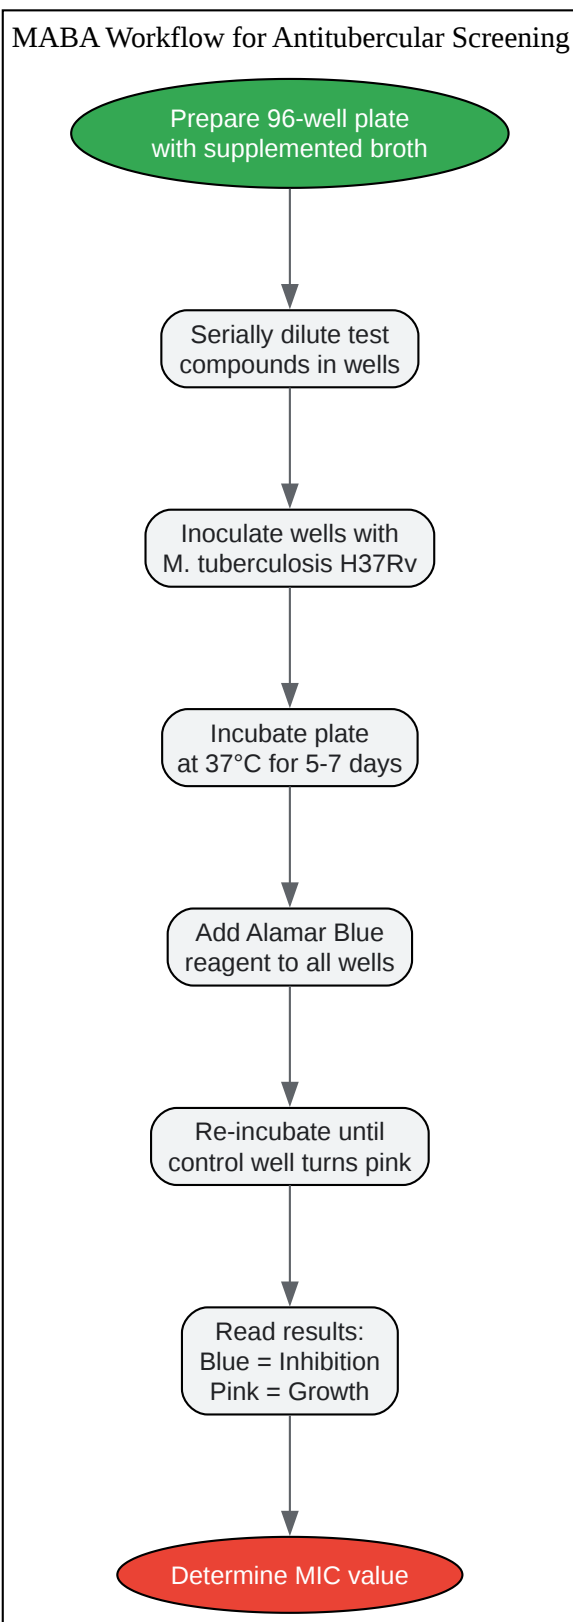 MABA Workflow for Antitubercular Screening
Prepare 96-well plate
with supplemented broth
Serially dilute test
compounds in wells
Inoculate wells with
M. tuberculosis H37Rv
Incubate plate
at 37°C for 5-7 days
Add Alamar Blue
reagent to all wells
Re-incubate until
control well turns pink
Read results:
Blue = Inhibition
Pink = Growth
Determine MIC value